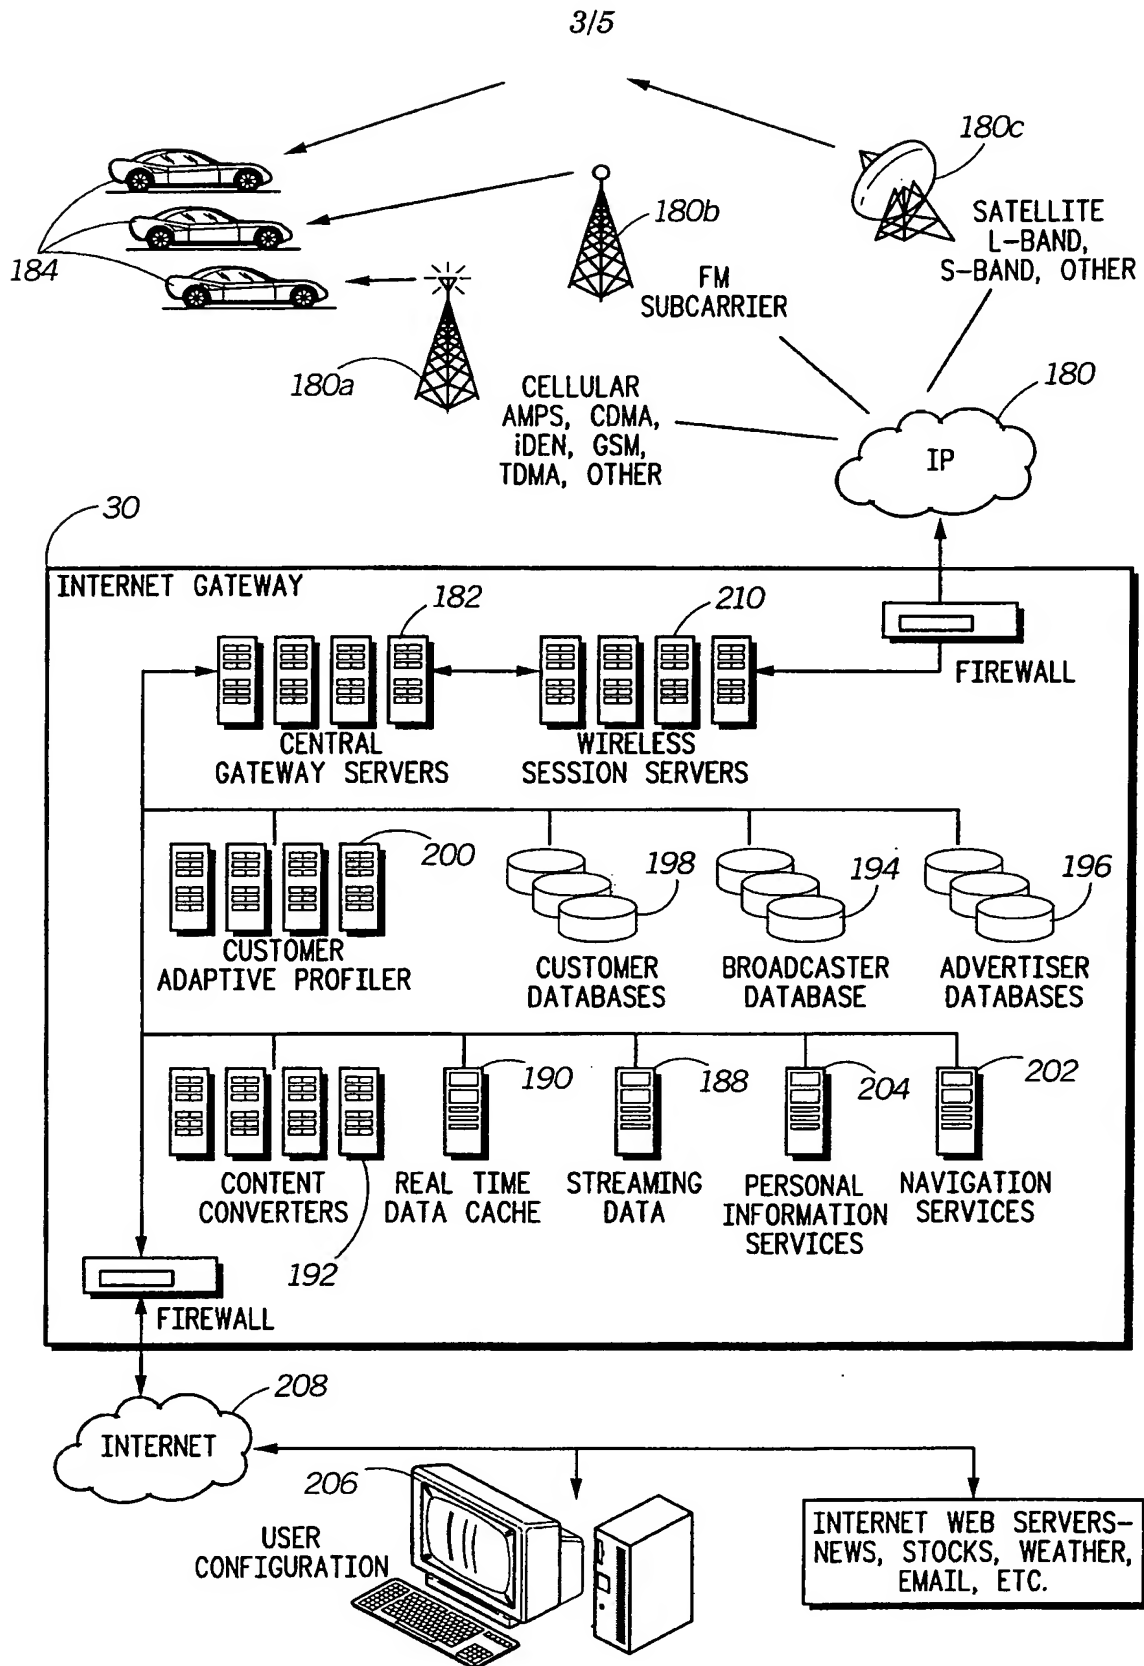 3/5
180c
180b
184
SATELLITE
L-BAND,
S-BAND, OTHER
FM
SUBCARRIER
180a
180
CELLULAR
AMPS, CDMA,
iDEN, GSM,
TDMA, OTHER
IP
30
INTERNET GATEWAY
182
210
FIREWALL
CENTRAL
GATEWAY SERVERS
WIRELESS
SESSION SERVERS
200
198
194
196
CUSTOMER
ADAPTIVE PROFILER
CUSTOMER
DATABASES
BROADCASTER
DATABASE
ADVERTISER
DATABASES
190
188
204
202
CONTENT
CONVERTERS
REAL TIME
DATA CACHE
STREAMING
DATA
PERSONAL
INFORMATION
SERVICES
NAVIGATION
SERVICES
192
FIREWALL
208
INTERNET
206
USER
CONFIGURATION
INTERNET WEB SERVERS-
NEWS, STOCKS, WEATHER,
EMAIL, ETC.